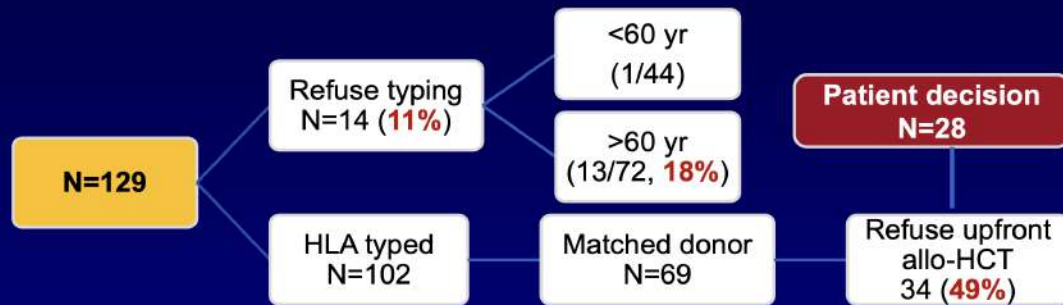 N=129
Refuse typing
N=14 (11%)
<60 yr
(1/44)
>60 yr
(13/72, 18%)
HLA typed
N=102
Matched donor
N=69
Refuse upfront
allo-HCT
34 (49%)
Patient decision
N=28